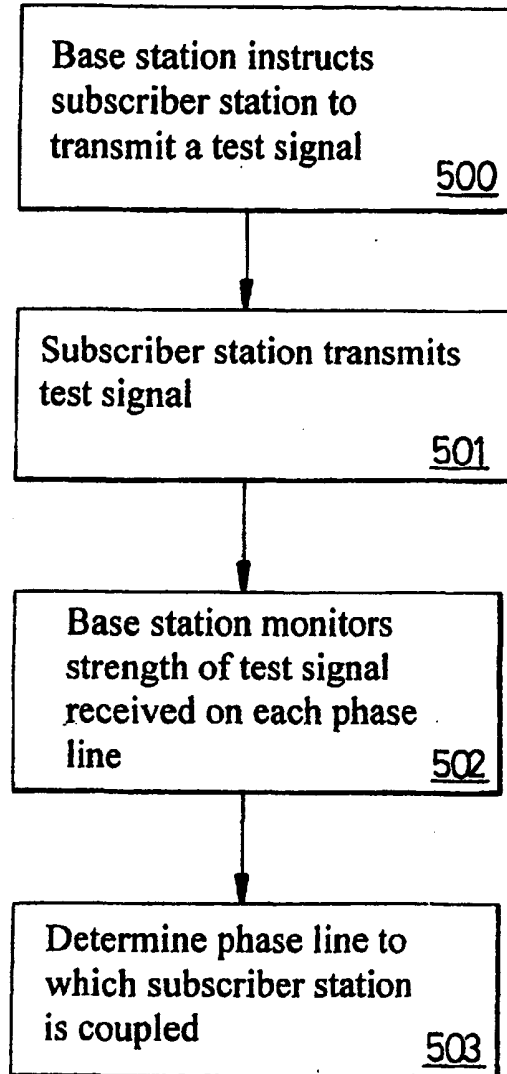 Base station instructs
subscriber station to
transmit a test signal
500
Subscriber station transmits
test signal
501
Base station monitors
strength of test signal
received on each phase
line
502
Determine phase line to
which subscriber station
is coupled
503